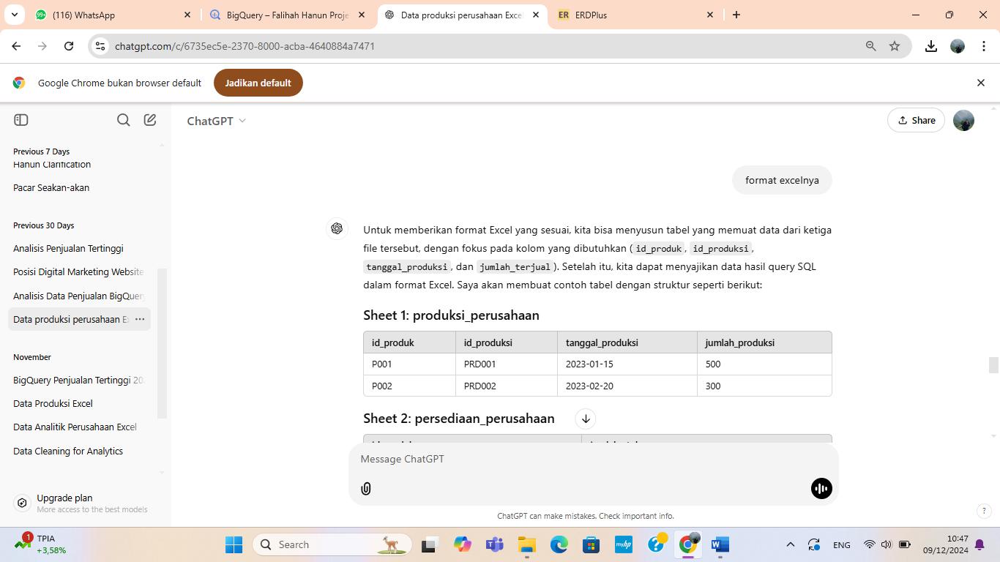 (116) WhatsApp
BigQuery – Falihah Hanun Proje
Data produksi perusahaan Exce
ER ERDPlus
chatgpt.com/c/6735ec5e-2370-8000-acba-4640884a7471
Google Chrome bukan browser default
Jadikan default
ChatGPT
Share
Previous 7 Days
Hanun Clarification
Pacar Seakan-akan
Previous 30 Days
Analisis Penjualan Tertinggi
Posisi Digital Marketing Website
Analisis Data Penjualan BigQuery
Data produksi perusahaan Ex
November
BigQuery Penjualan Tertinggi 20
Data Produksi Excel
Data Analitik Perusahaan Excel
Data Cleaning for Analytics
Upgrade plan
More access to the best models
format excelnya
Untuk memberikan format Excel yang sesuai, kita bisa menyusun tabel yang memuat data dari ketiga
file tersebut, dengan fokus pada kolom yang dibutuhkan ( id_produk , id_produksi ,
tanggal_produksi , dan jumlah_terjual ). Setelah itu, kita dapat menyajikan data hasil query SQL
dalam format Excel. Saya akan membuat contoh tabel dengan struktur seperti berikut:
Sheet 1: produksi_perusahaan
id_produk id_produksi tanggal_produksi jumlah_produksi
P001 PRD001 2023-01-15 500
P002 PRD002 2023-02-20 300
Sheet 2: persediaan_perusahaan
Message ChatGPT
ChatGPT can make mistakes. Check important info.
?
1
TPIA
+3,58%
Search
ENG
10:47
09/12/2024